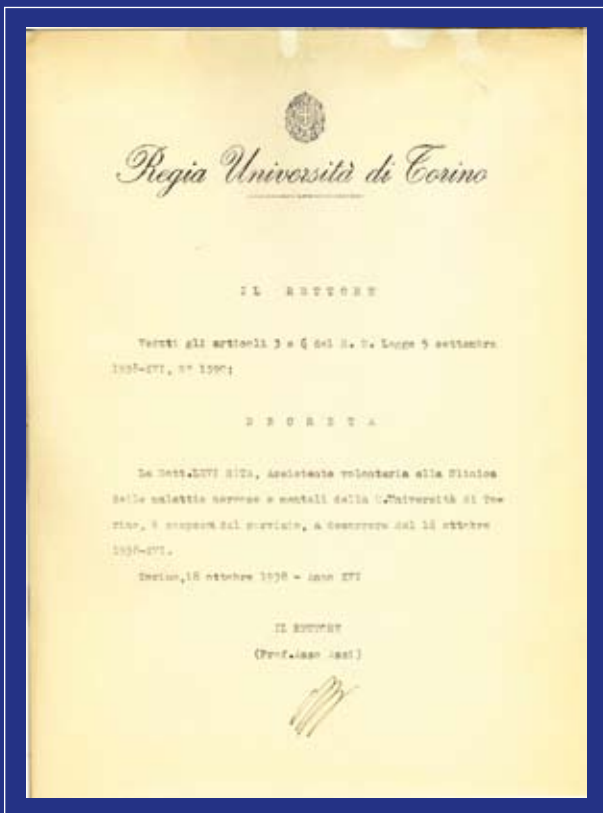 Regia Università di Torino
IL RETTORE
Veduti gli articoli 3 e 6 del R. D. Legge 5 settembre
1938-XVI, N° 1390;
DECRETA
La Dott.LEVI RITA, Assistente volontaria alla Clinica
delle malattie nervose e mentali della R.Università di To-
rino, è sospesa dal servizio, a decorrere dal 16 ottobre
1938-XVI.
Torino,18 ottobre 1938 - Anno XVI
IL RETTORE
(Prof.Azzo Azzi)